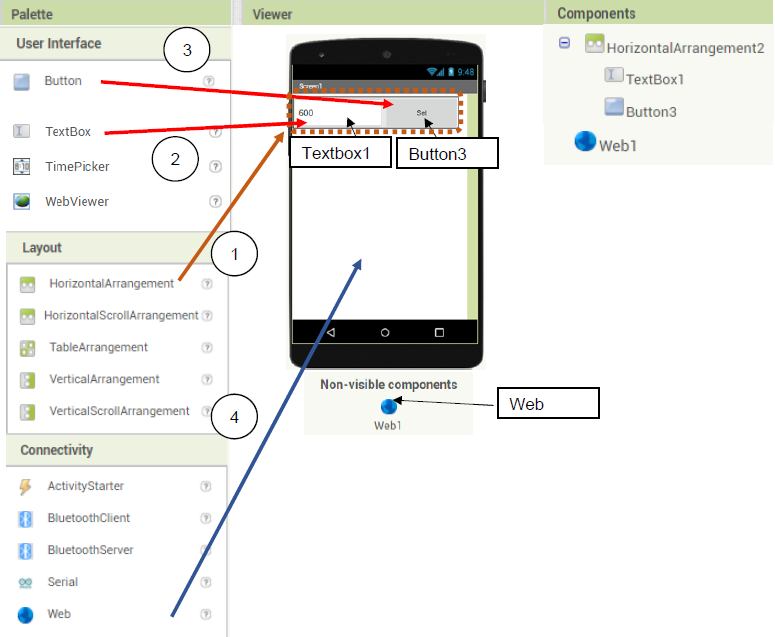 Palette
User Interface
3
Button
?
TextBox
?
2
TimePicker
?
WebViewer
?
Layout
1
HorizontalArrangement
?
HorizontalScrollArrangement
?
TableArrangement
?
VerticalArrangement
?
VerticalScrollArrangement
?
4
Connectivity
ActivityStarter
?
BluetoothClient
?
BluetoothServer
?
Serial
?
Web
?
Viewer
9:48
Screen1
600
Set
Textbox1
Button3
Non-visible components
Web1
Web
Components
HorizontalArrangement2
TextBox1
Button3
Web1